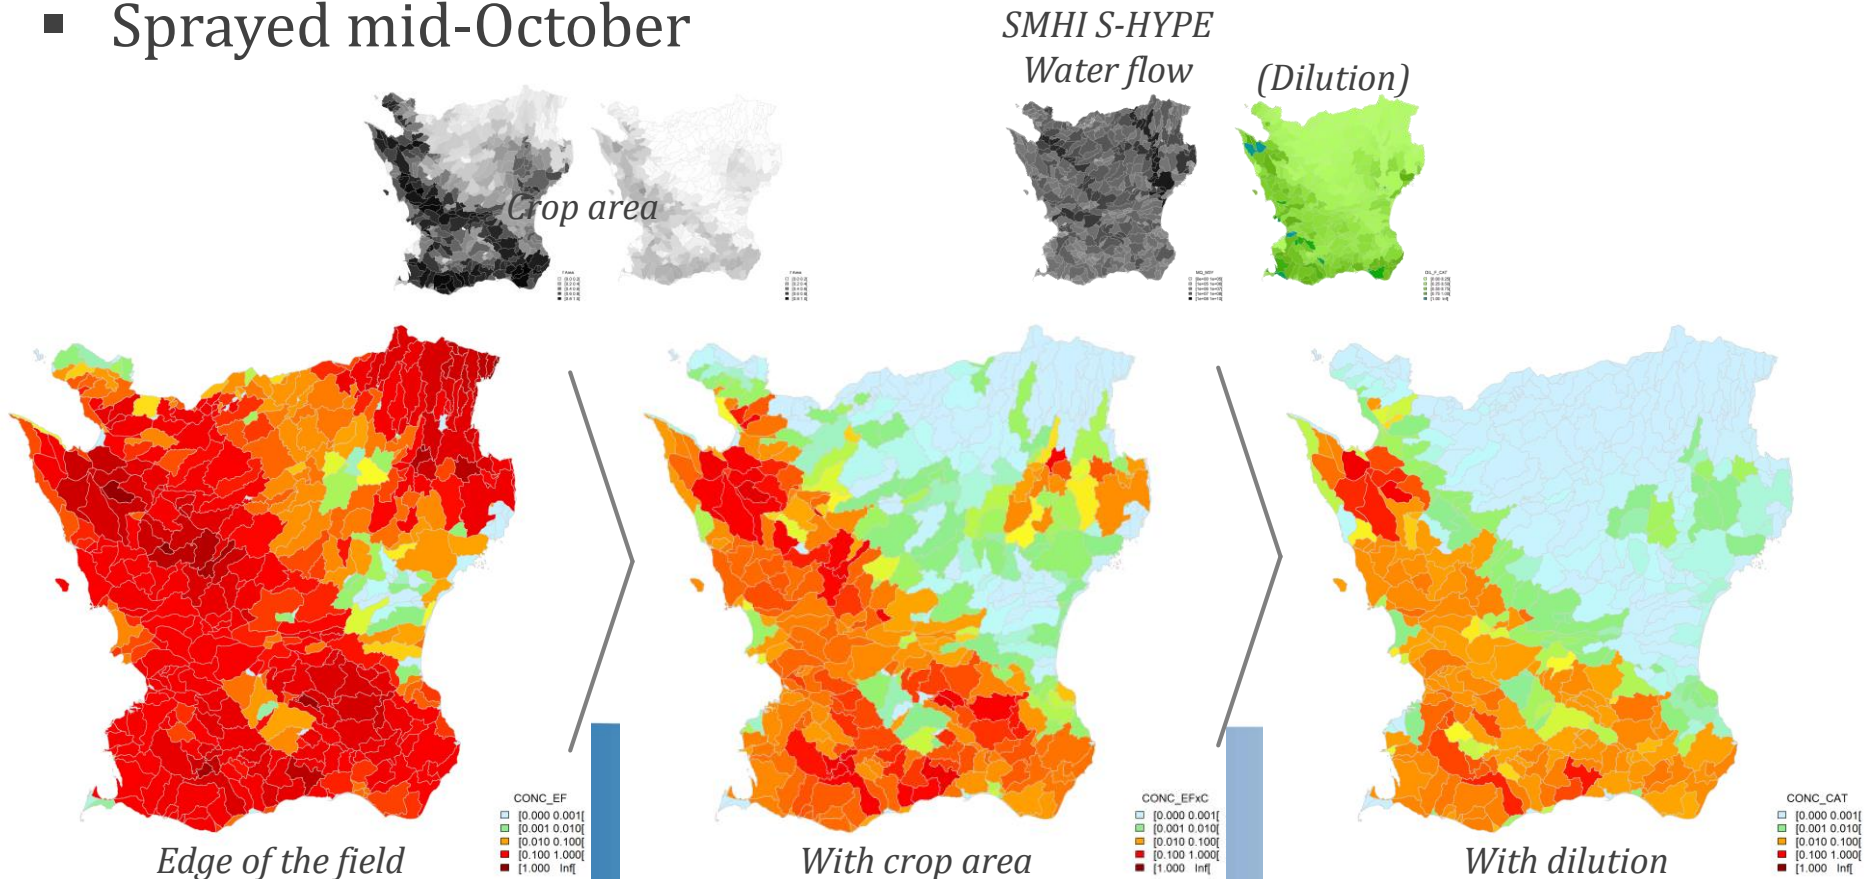 ▪ Sprayed mid-October
SMHI S-HYPE
Water flow
(Dilution)
Crop area
CONC_EF
[0.000 0.001[
[0.001 0.010[
[0.010 0.100[
[0.100 1.000[
[1.000 Inf[
Edge of the field
CONC_EFxC
[0.000 0.001[
[0.001 0.010[
[0.010 0.100[
[0.100 1.000[
[1.000 Inf[
With crop area
CONC_CAT
[0.000 0.001[
[0.001 0.010[
[0.010 0.100[
[0.100 1.000[
[1.000 Inf[
With dilution